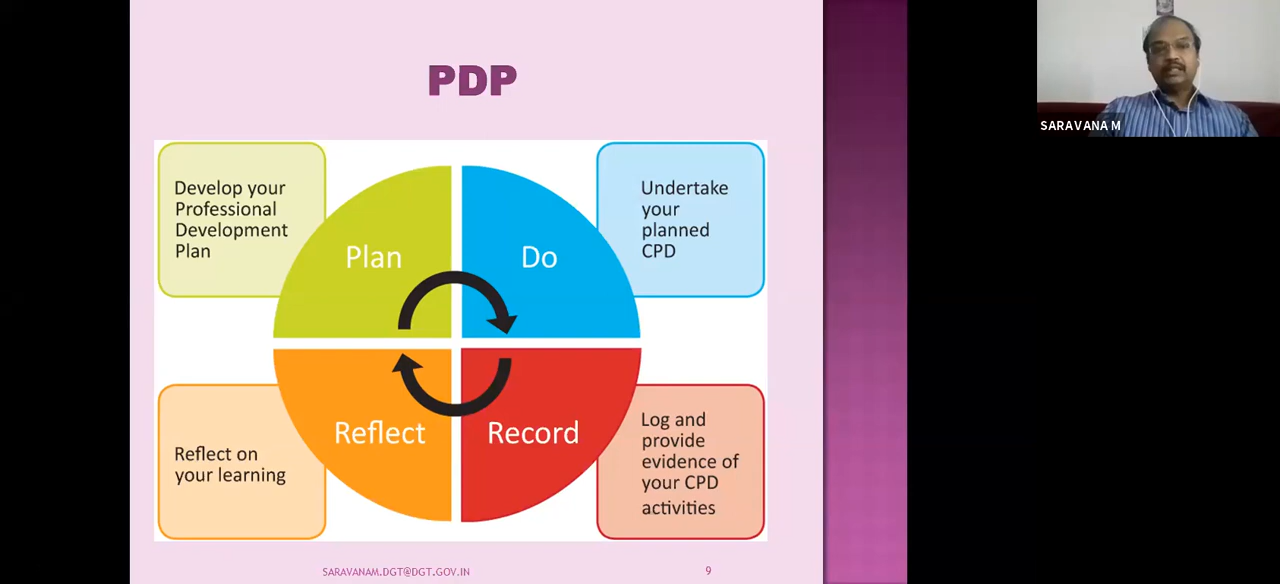 PDP
SARAVANA M
Develop your
Professional
Development
Plan
Plan
Do
Undertake
your
planned
CPD
Reflect on
your learning
Reflect
Record
Log and
provide
evidence of
your CPD
activities
SARAVANAM.DGT@DGT.GOV.IN
9